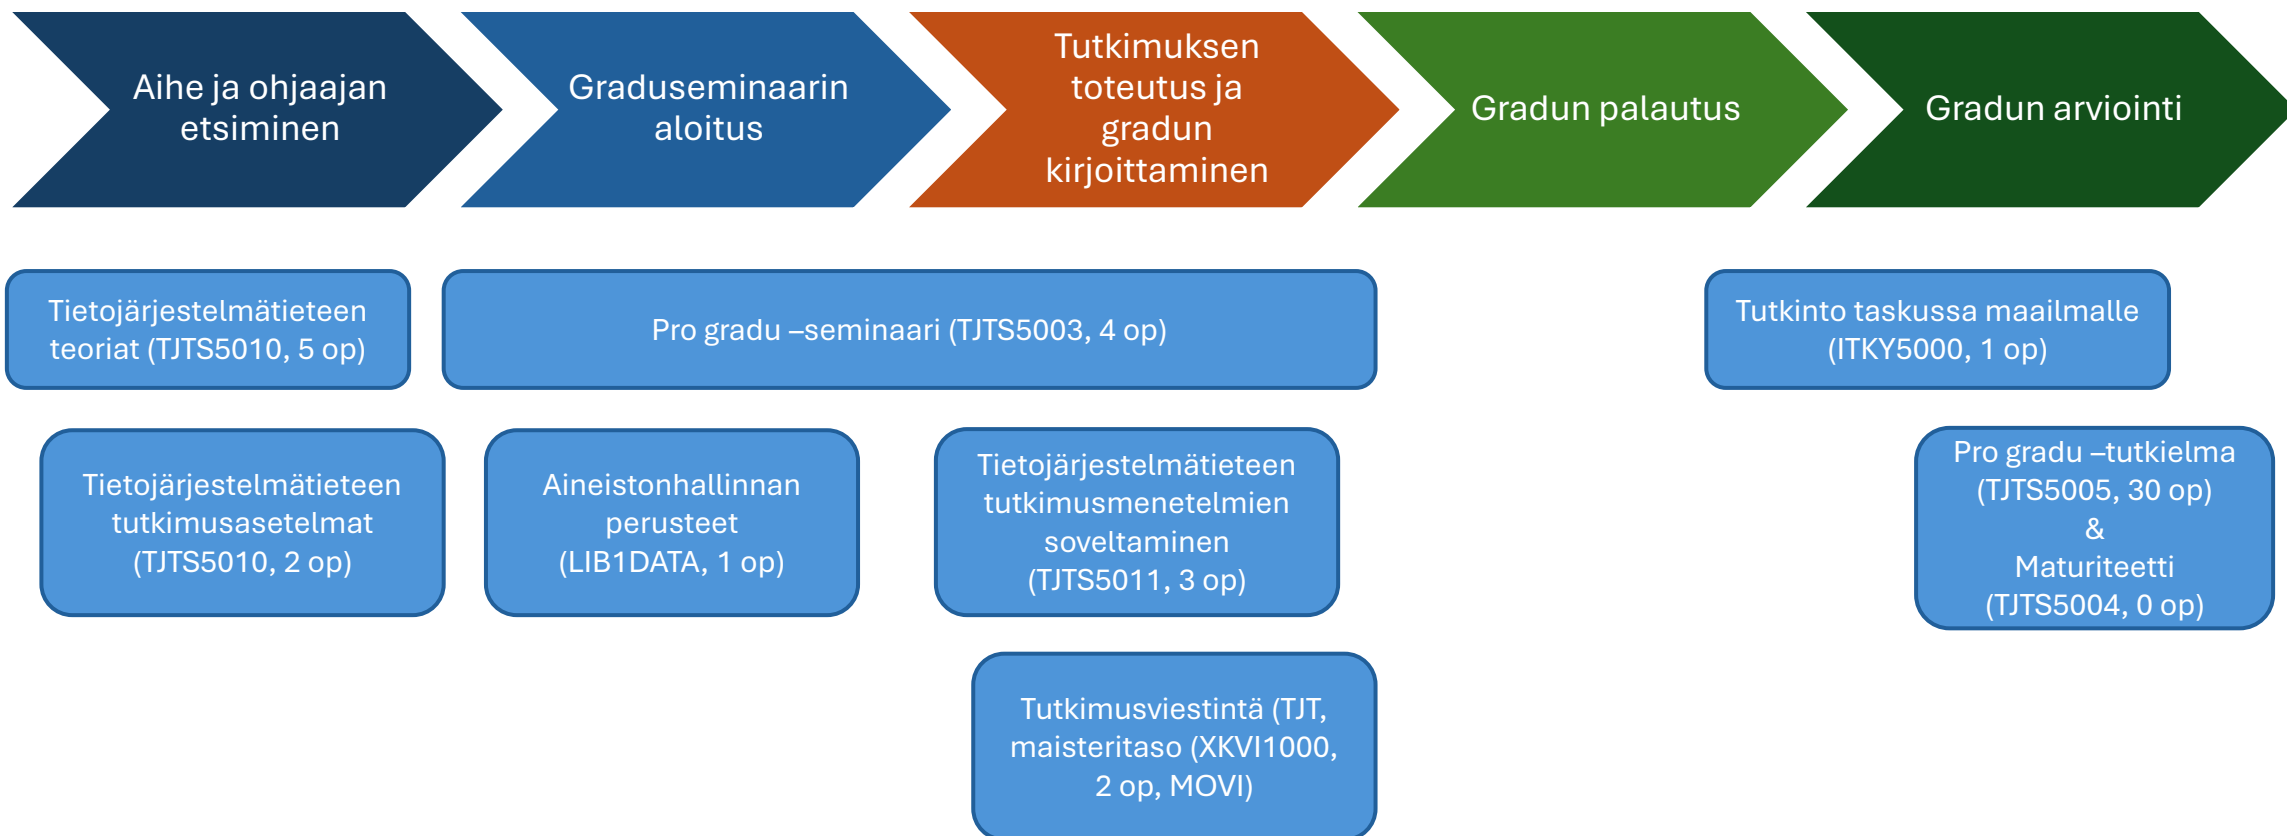 Aihe ja ohjaajan
etsiminen
Graduseminaarin
aloitus
Tutkimuksen
toteutus ja
gradun
kirjoittaminen
Gradun palautus
Gradun arviointi
Tietojärjestelmätieteen
teoriat (TJTS5010, 5 op)
Pro gradu –seminaari (TJTS5003, 4 op)
Tutkinto taskussa maailmalle
(ITKY5000, 1 op)
Tietojärjestelmätieteen
tutkimusasetelmat
(TJTS5010, 2 op)
Aineistonhallinnan
perusteet
(LIB1DATA, 1 op)
Tietojärjestelmätieteen
tutkimusmenetelmien
soveltaminen
(TJTS5011, 3 op)
Pro gradu –tutkielma
(TJTS5005, 30 op)
&
Maturiteetti
(TJTS5004, 0 op)
Tutkimusviestintä (TJT,
maisteritaso (XKVI1000,
2 op, MOVI)